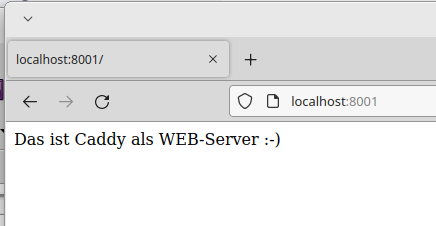 localhost:8001/
localhost:8001
Das ist Caddy als WEB-Server :-)